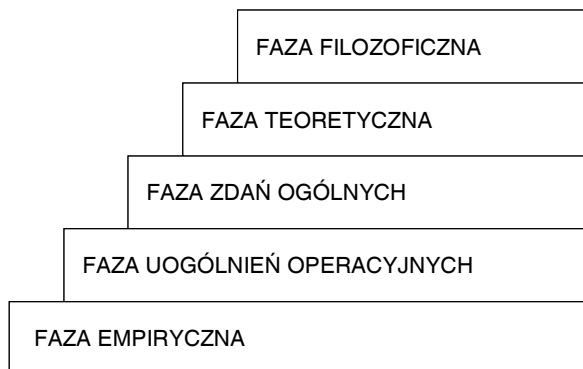 FAZA FILOZOFICZNA
FAZA TEORETYCZNA
FAZA ZDAŃ OGÓLNYCH
FAZA UOGÓLNIEŃ OPERACYJNYCH
FAZA EMPIRYCZNA